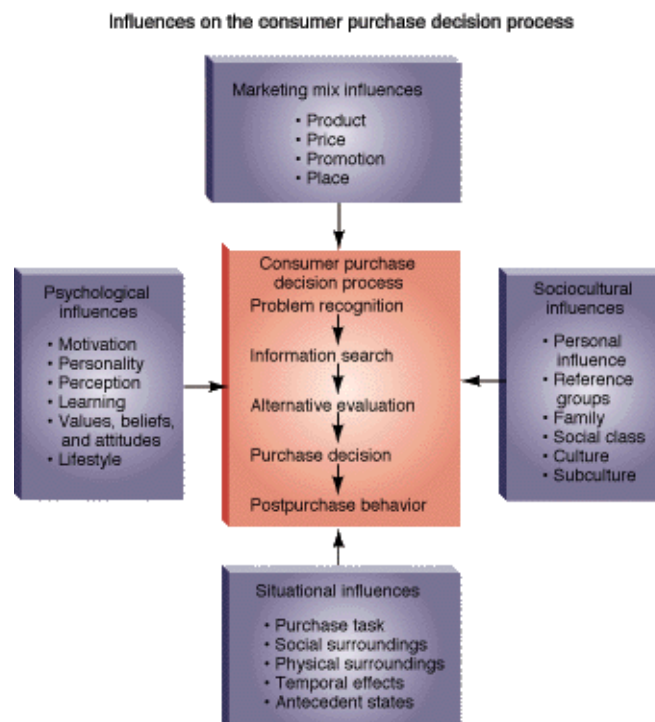 Influences on the consumer purchase decision process
Marketing mix influences
• Product
• Price
• Promotion
• Place
Psychological
influences
• Motivation
• Personality
• Perception
• Learning
• Values, beliefs,
and attitudes
• Lifestyle
Consumer purchase
decision process
Problem recognition
Information search
Alternative evaluation
Purchase decision
Postpurchase behavior
Sociocultural
influences
• Personal
influence
• Reference
groups
• Family
• Social class
• Culture
• Subculture
Situational influences
• Purchase task
• Social surroundings
• Physical surroundings
• Temporal effects
• Antecedent states